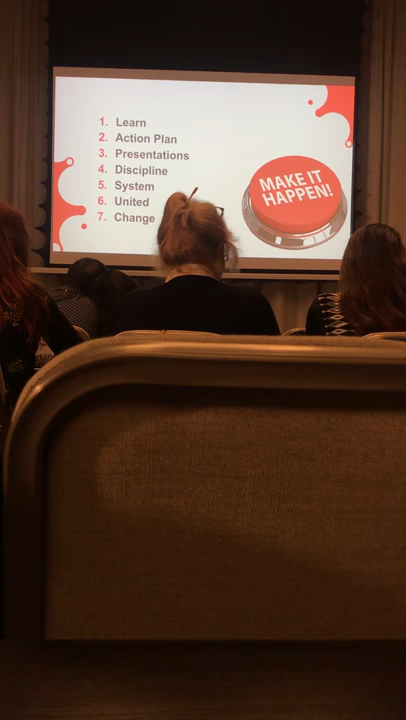 1. Learn
2. Action Plan
3. Presentations
4. Discipline
5. System
6. United
7. Change
MAKE IT
HAPPEN!